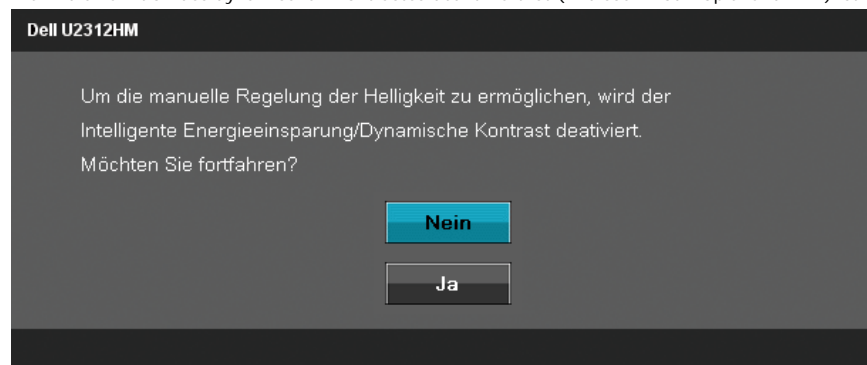 Dell U2312HM
Um die manuelle Regelung der Helligkeit zu ermöglichen, wird der
Intelligente Energieeinsparung/Dynamische Kontrast deativiert.
Möchten Sie fortfahren?
Nein
Ja